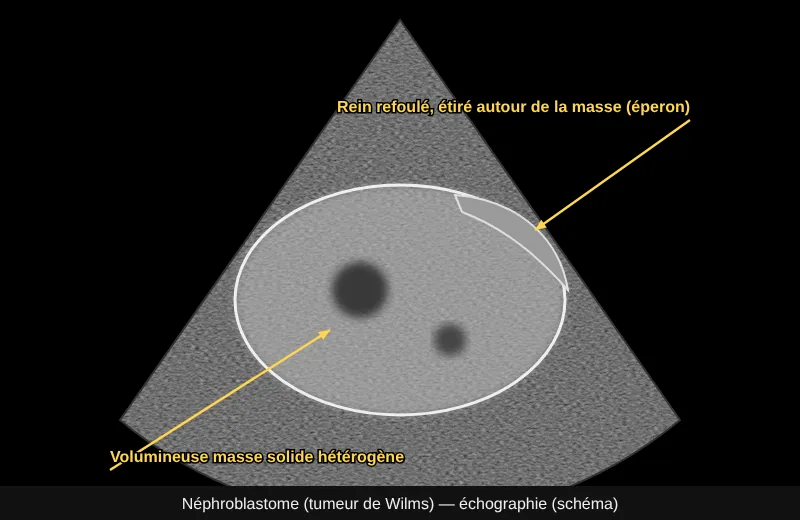 Rein refoulé, étiré autour de la masse (éperon)
Volumineuse masse solide hétérogène
Néphroblastome (tumeur de Wilms) — échographie (schéma)